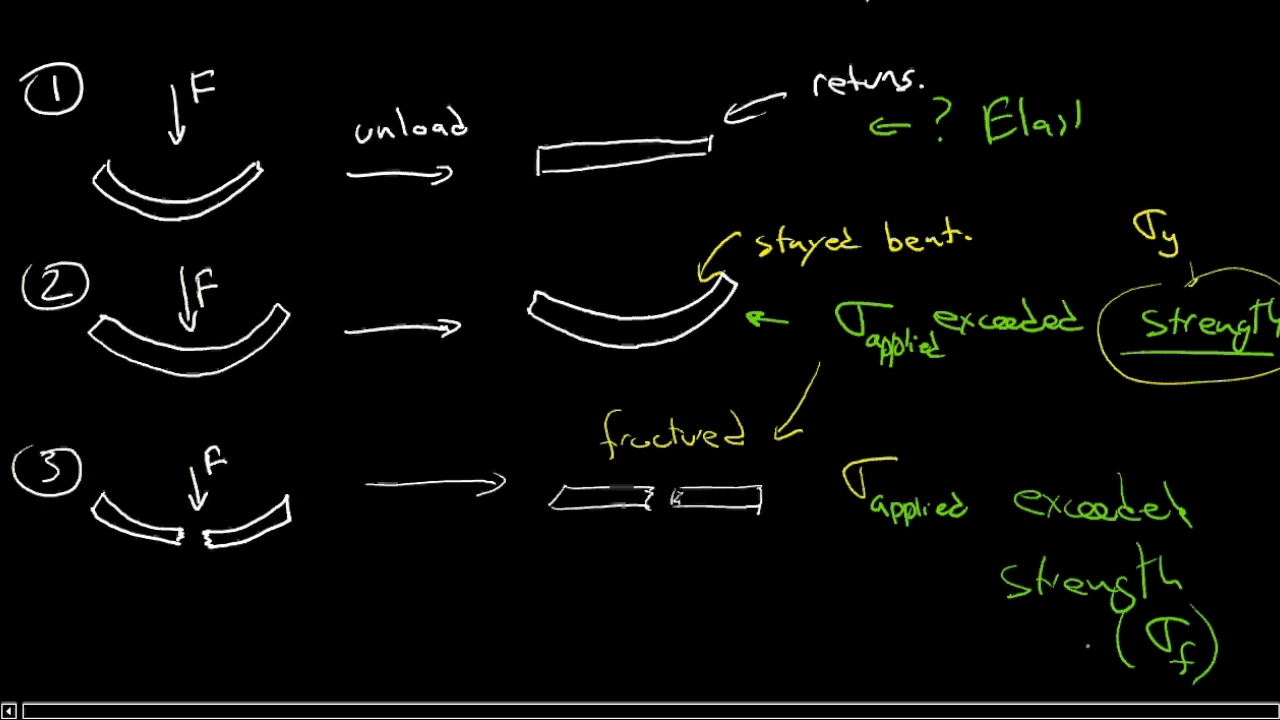 1 F unload returns.
← ? Elast
2 F stayed bent. σy
σapplied exceeded strength
fractured
3 F σapplied exceeded
strength
(σf)